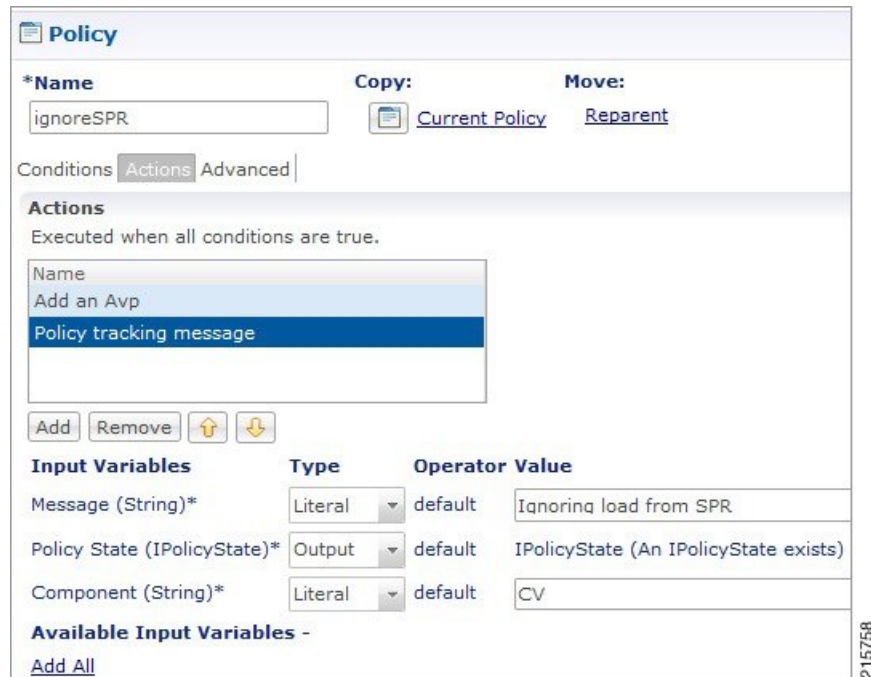 Policy
*Name Copy: Move:
ignoreSPR Current Policy Reparent
Conditions Actions Advanced
Actions
Executed when all conditions are true.
Name
Add an Avp
Policy tracking message
Add Remove
Input Variables Type Operator Value
Message (String)* Literal default Ignoring load from SPR
Policy State (IPolicyState)* Output default IPolicyState (An IPolicyState exists)
Component (String)* Literal default CV
Available Input Variables -
Add All
215758